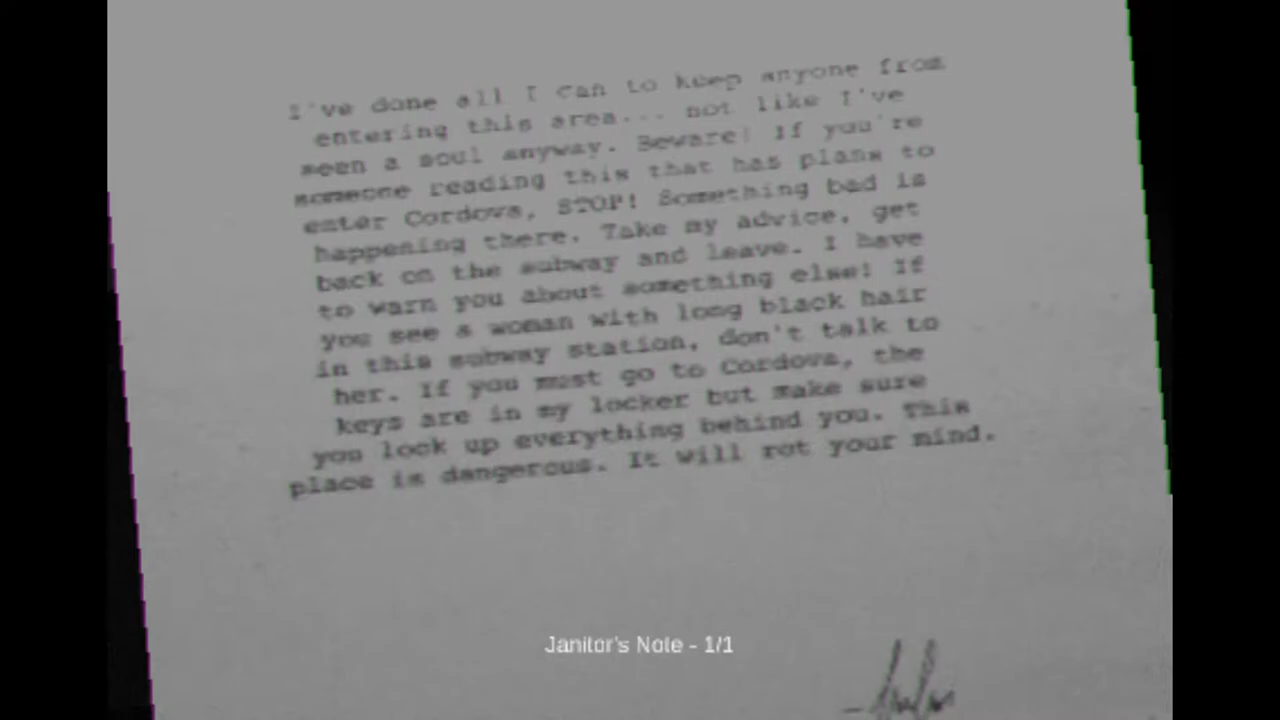 I've done all I can to keep anyone from
entering this area... not like I've
seen a soul anyway. Beware! If you're
someone reading this that has plans to
enter Cordova, STOP! Something bad is
happening there. Take my advice, get
back on the subway and leave. I have
to warn you about something else! If
you see a woman with long black hair
in this subway station, don't talk to
her. If you must go to Cordova, the
keys are in my locker but make sure
you lock up everything behind you. This
place is dangerous. It will rot your mind.
Janitor's Note - 1/1